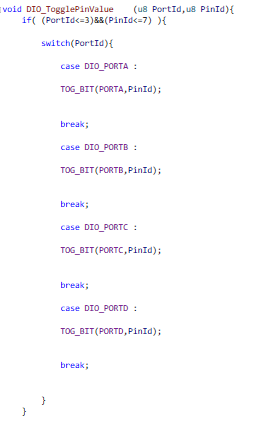 void DIO_TogglePinValue    (u8 PortId,u8 PinId){
if( (PortId<=3)&&(PinId<=7) ){
switch(PortId){
case DIO_PORTA :
TOG_BIT(PORTA,PinId);
break;
case DIO_PORTB :
TOG_BIT(PORTB,PinId);
break;
case DIO_PORTC :
TOG_BIT(PORTC,PinId);
break;
case DIO_PORTD :
TOG_BIT(PORTD,PinId);
break;
}
}